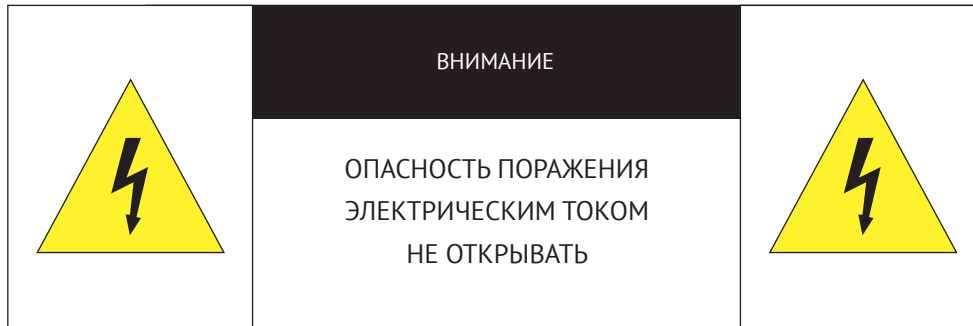 ВНИМАНИЕ
ОПАСНОСТЬ ПОРАЖЕНИЯ
ЭЛЕКТРИЧЕСКИМ ТОКОМ
НЕ ОТКРЫВАТЬ